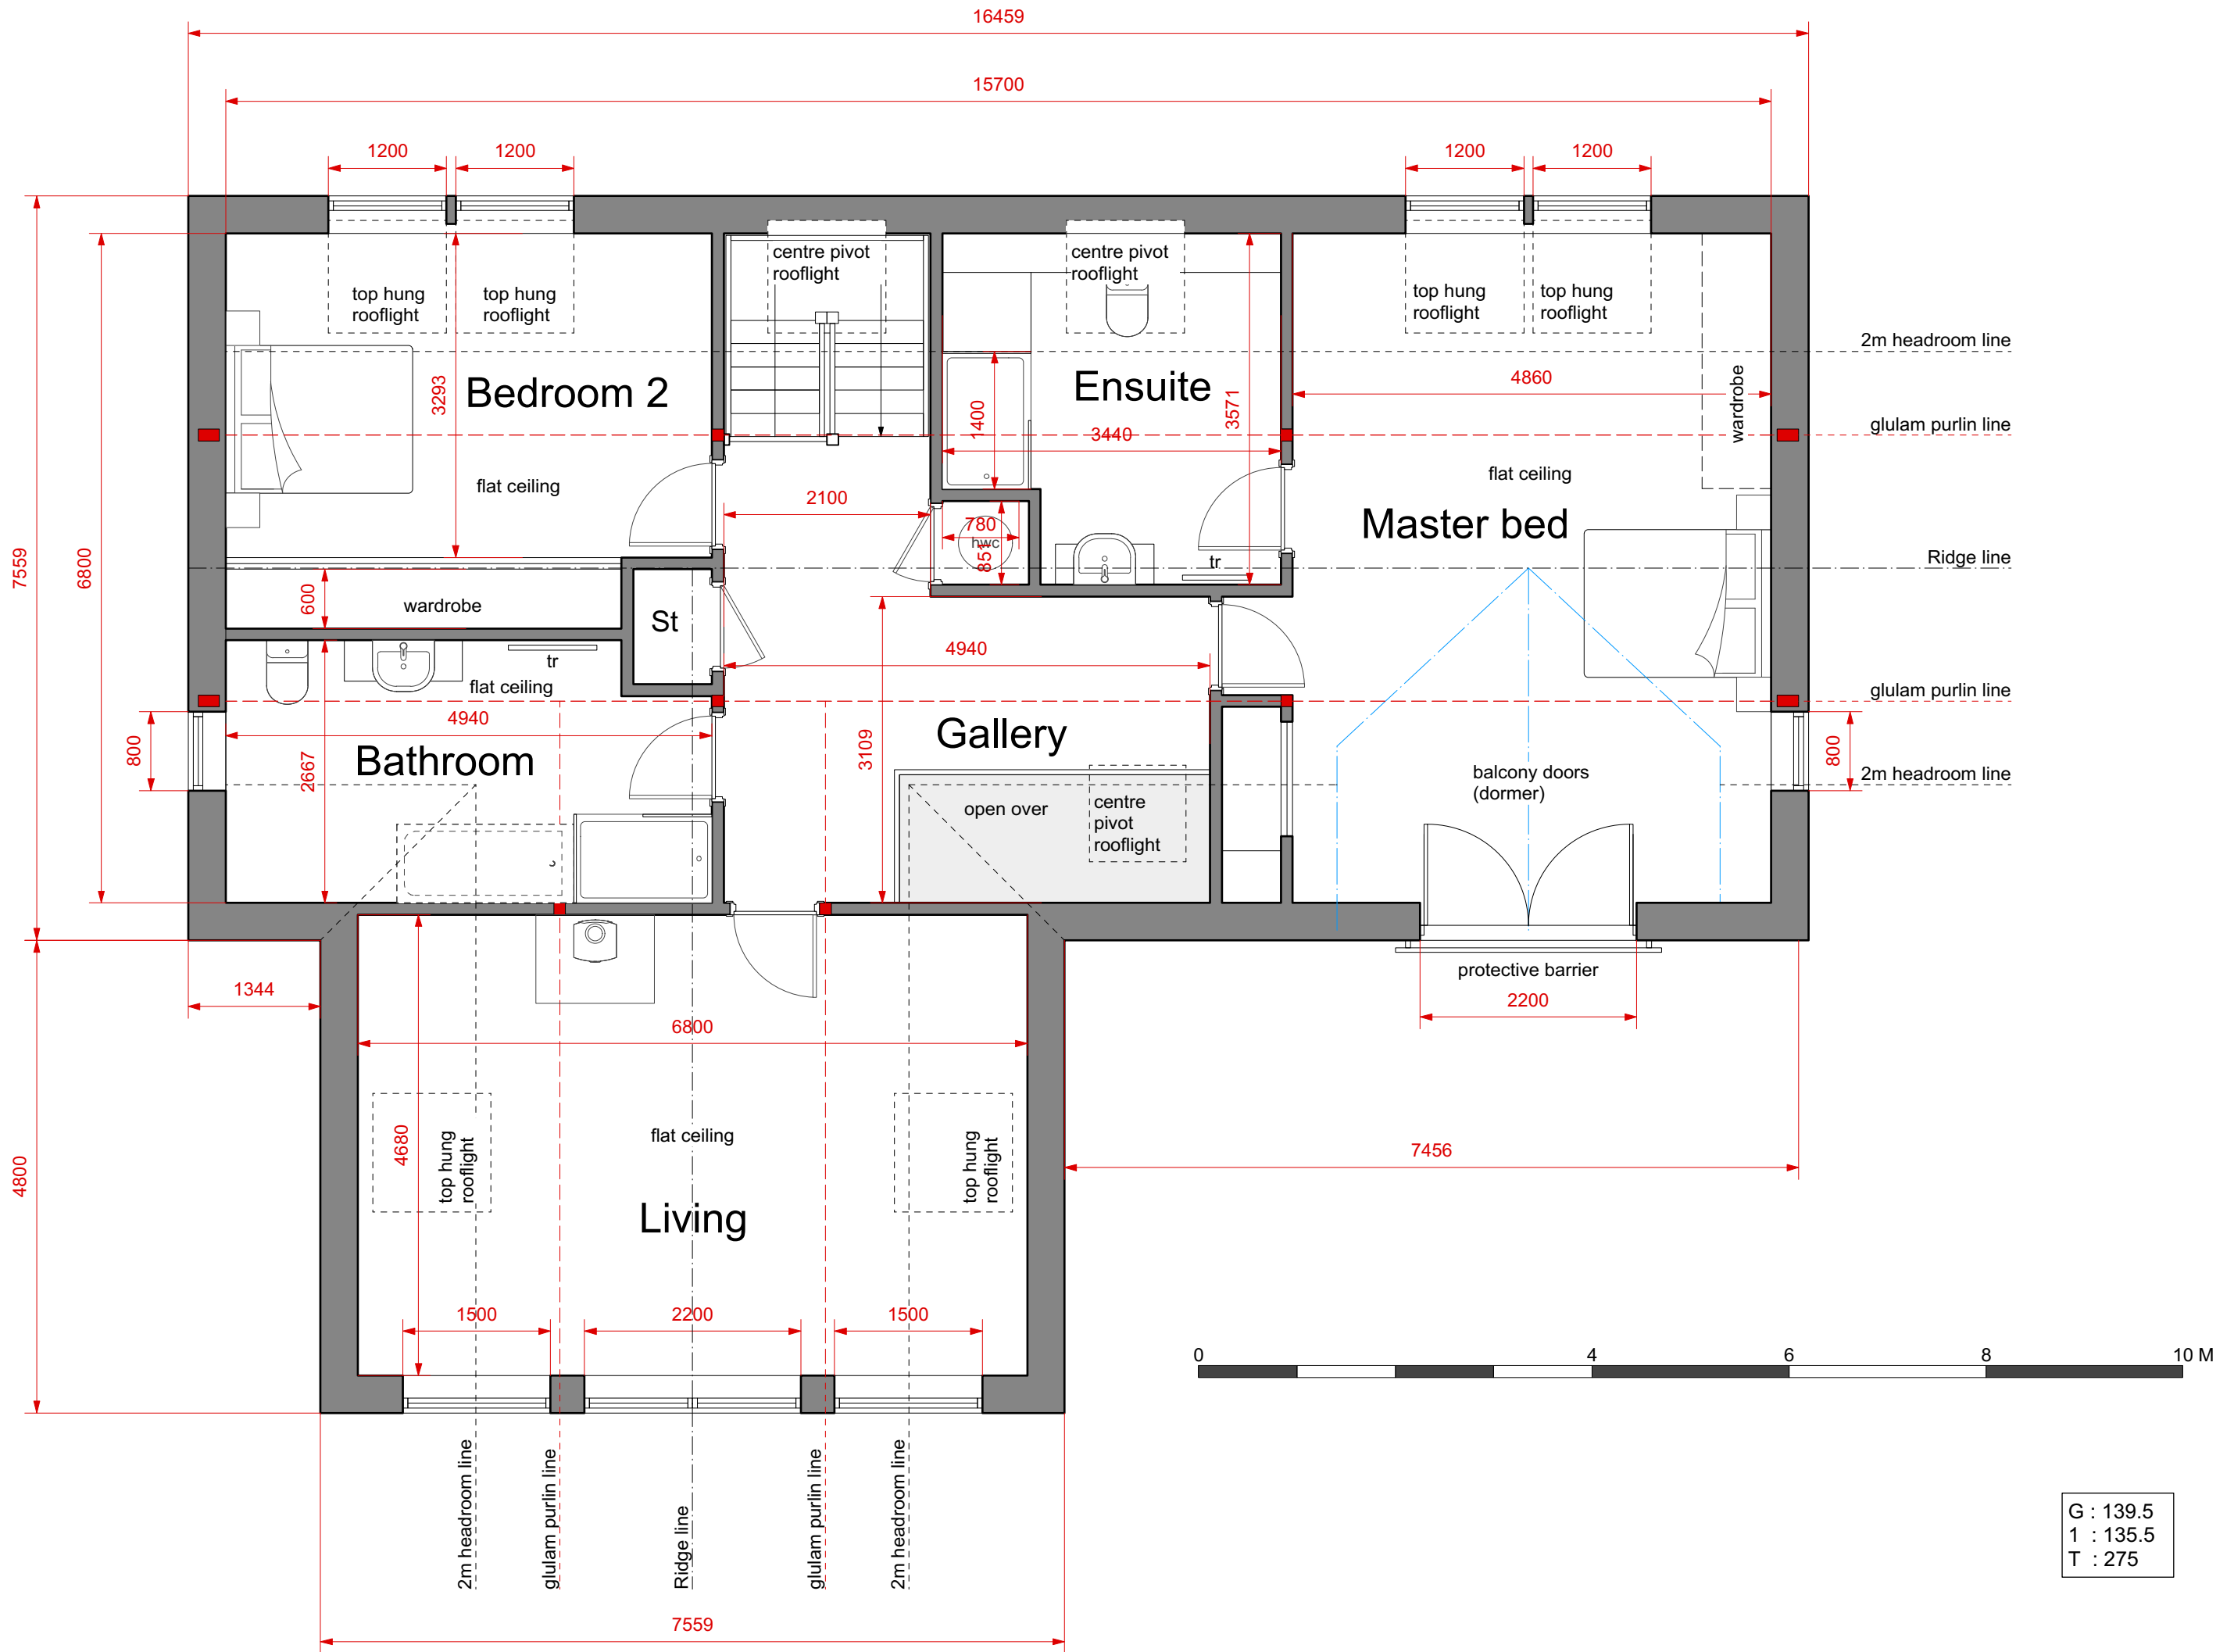 16459
15700
1200
1200
1200
1200
centre pivot
rooflight
centre pivot
rooflight
top hung
rooflight
top hung
rooflight
top hung
rooflight
top hung
rooflight
2m headroom line
Bedroom 2
3293
Ensuite
1400
3440
3571
4860
wardrobe
glulam purlin line
flat ceiling
flat ceiling
2100
Master bed
780
hwc
851
tr
Ridge line
7559
6800
600
wardrobe
St
4940
tr
flat ceiling
glulam purlin line
4940
800
2667
Bathroom
3109
Gallery
800
open over
centre
pivot
rooflight
balcony doors
(dormer)
2m headroom line
protective barrier
1344
2200
6800
4800
4680
top hung
rooflight
flat ceiling
top hung
rooflight
7456
Living
1500
2200
1500
0
4
6
8
10 M
2m headroom line
glulam purlin line
Ridge line
glulam purlin line
2m headroom line
G : 139.5
1 : 135.5
T : 275
7559